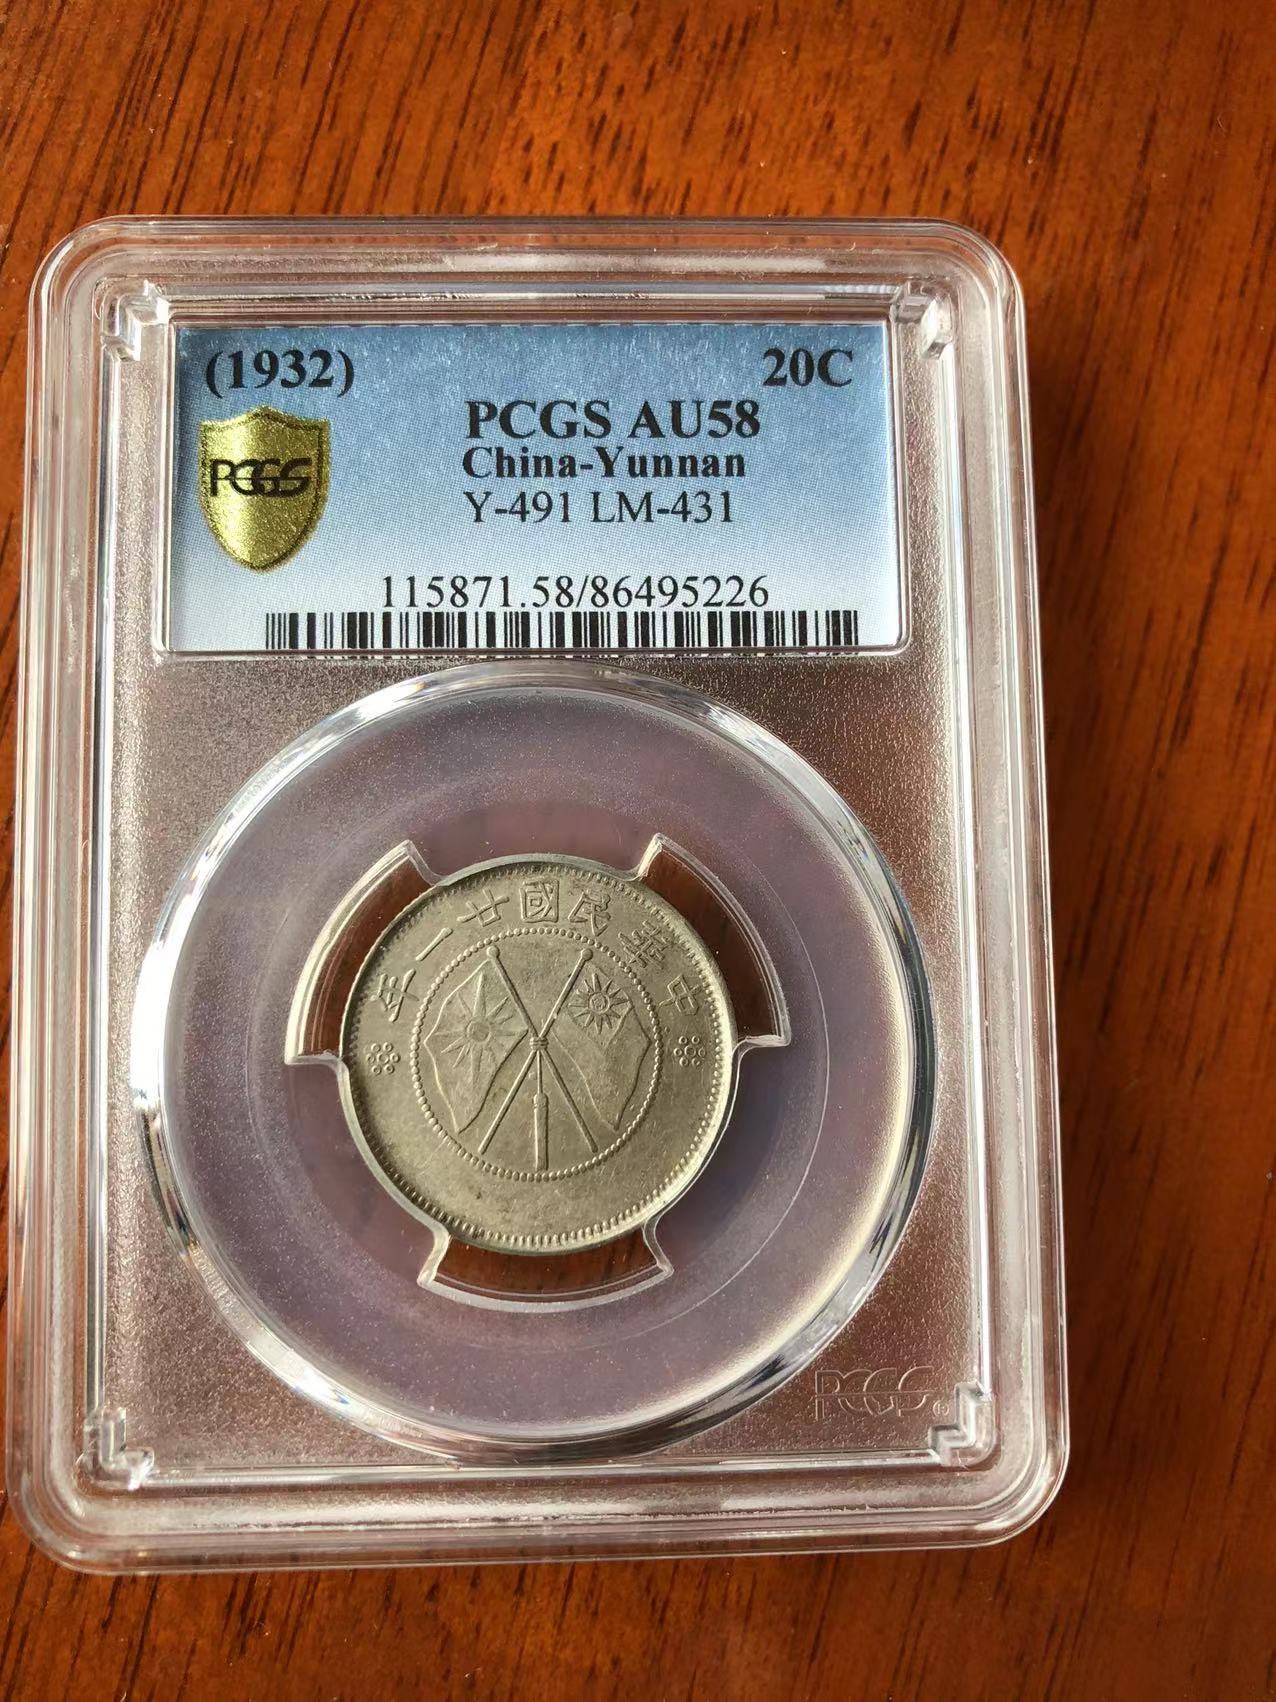 (1932) 20C
PCGS AU58
China-Yunnan
Y-491 LM-431
PCGS
115871.58/86495226
中華民國廿一年
PCGS